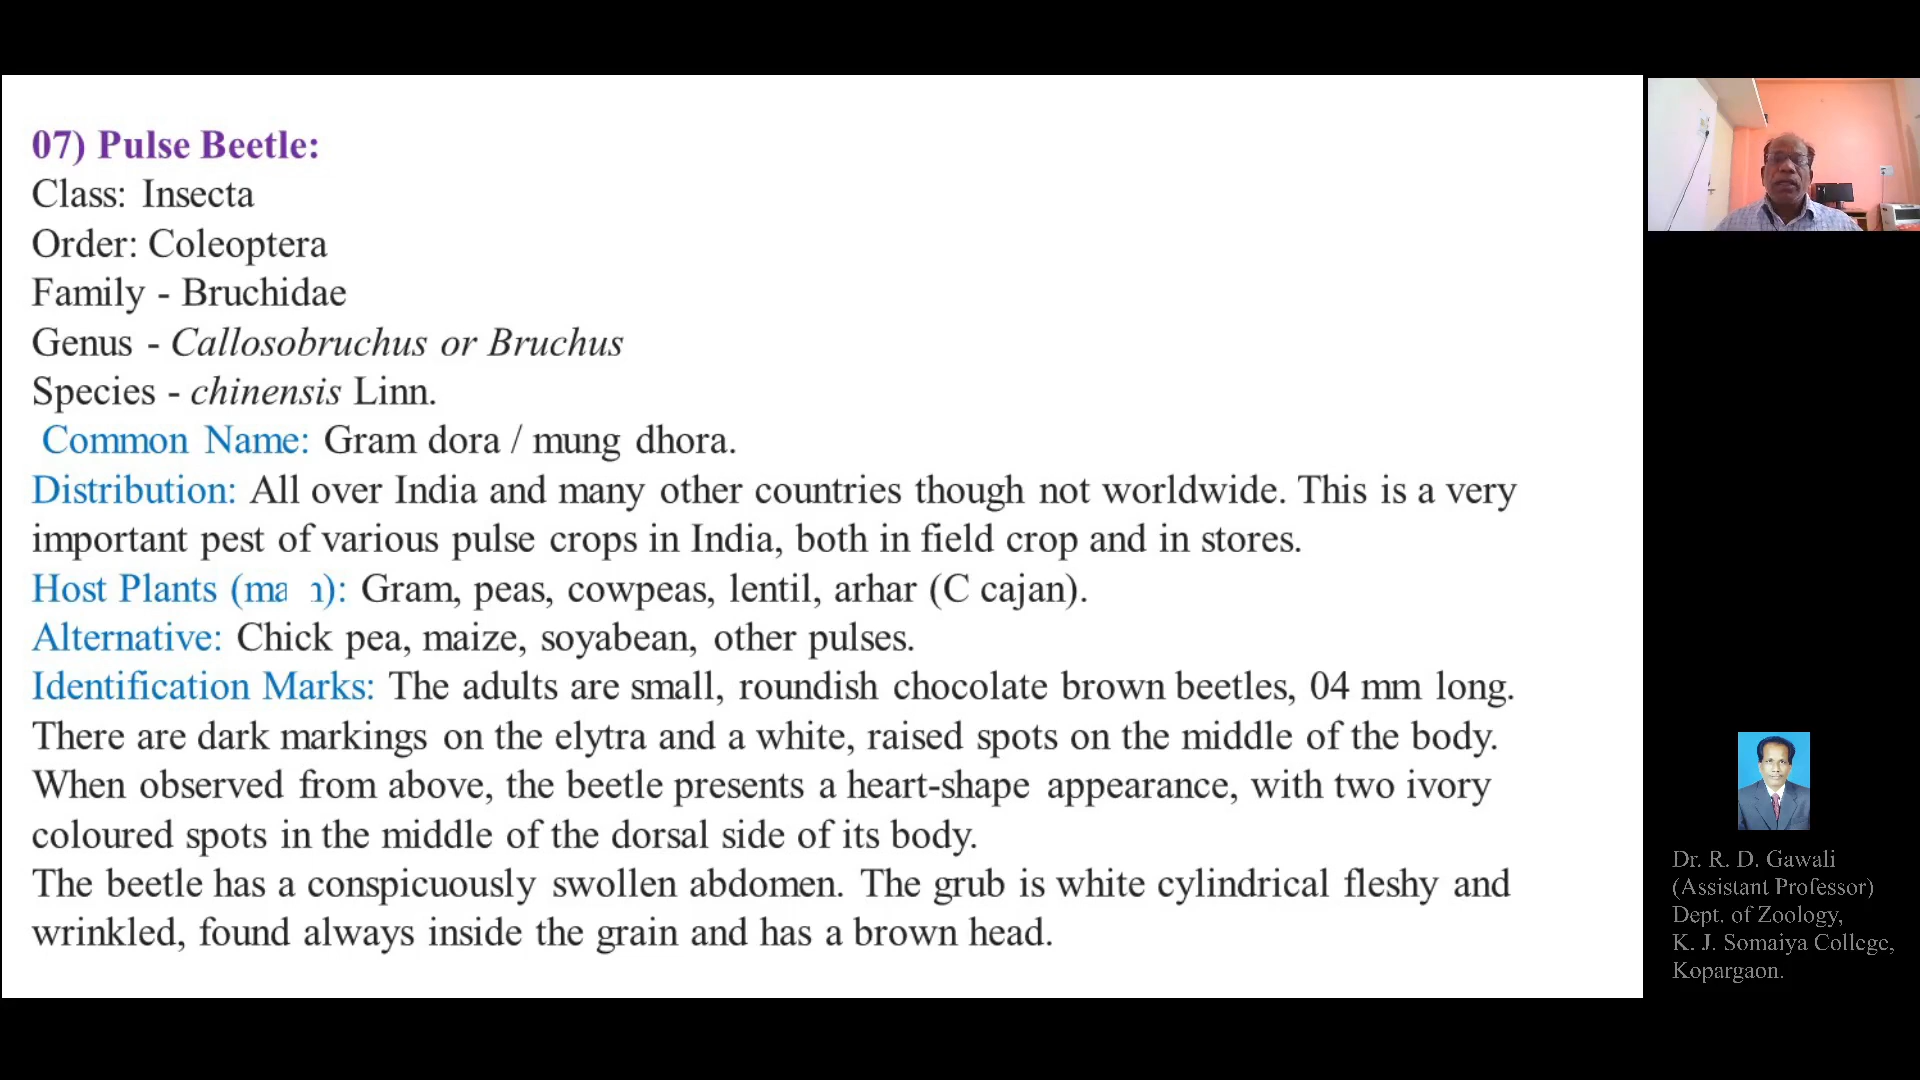 07) Pulse Beetle:
Class: Insecta
Order: Coleoptera
Family - Bruchidae
Genus - Callosobruchus or Bruchus
Species - chinensis Linn.
Common Name: Gram dora / mung dhora.
Distribution: All over India and many other countries though not worldwide. This is a very
important pest of various pulse crops in India, both in field crop and in stores.
Host Plants (ma n): Gram, peas, cowpeas, lentil, arhar (C cajan).
Alternative: Chick pea, maize, soyabean, other pulses.
Identification Marks: The adults are small, roundish chocolate brown beetles, 04 mm long.
There are dark markings on the elytra and a white, raised spots on the middle of the body.
When observed from above, the beetle presents a heart-shape appearance, with two ivory
coloured spots in the middle of the dorsal side of its body.
The beetle has a conspicuously swollen abdomen. The grub is white cylindrical fleshy and
wrinkled, found always inside the grain and has a brown head.
Dr. R. D. Gawali
(Assistant Professor)
Dept. of Zoology,
K. J. Somaiya College,
Kopargaon.